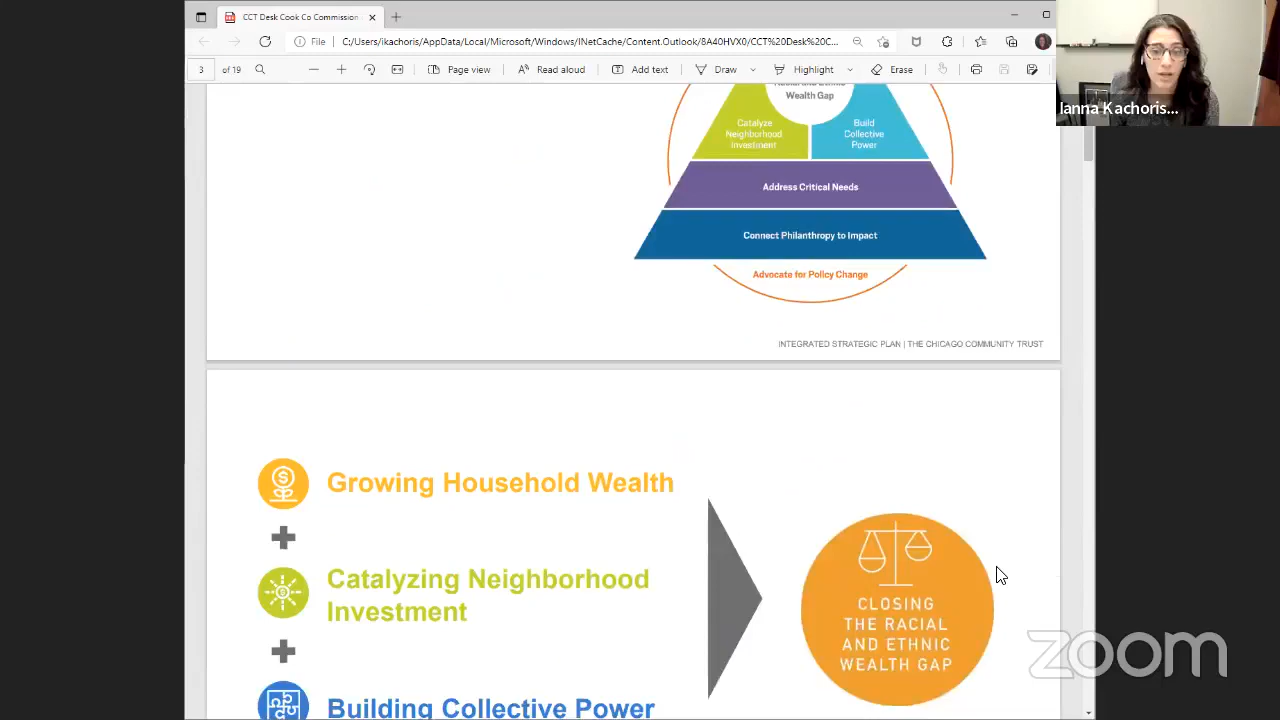 CCT Desk Cook Co Commission
File
C:/Users/ikachoris/AppData/Local/Microsoft/Windows/INetCache/Content.Outlook/8A40HVX0/CCT%20Desk%20C...
3 of 19
Page view
Read aloud
Add text
Draw
Highlight
Erase
Ianna Kachoris...
Wealth Gap
Catalyze
Neighborhood
Investment
Build
Collective
Power
Address Critical Needs
Connect Philanthropy to Impact
Advocate for Policy Change
INTEGRATED STRATEGIC PLAN | THE CHICAGO COMMUNITY TRUST
Growing Household Wealth
Catalyzing Neighborhood
Investment
Building Collective Power
CLOSING
THE RACIAL
AND ETHNIC
WEALTH GAP
zoom